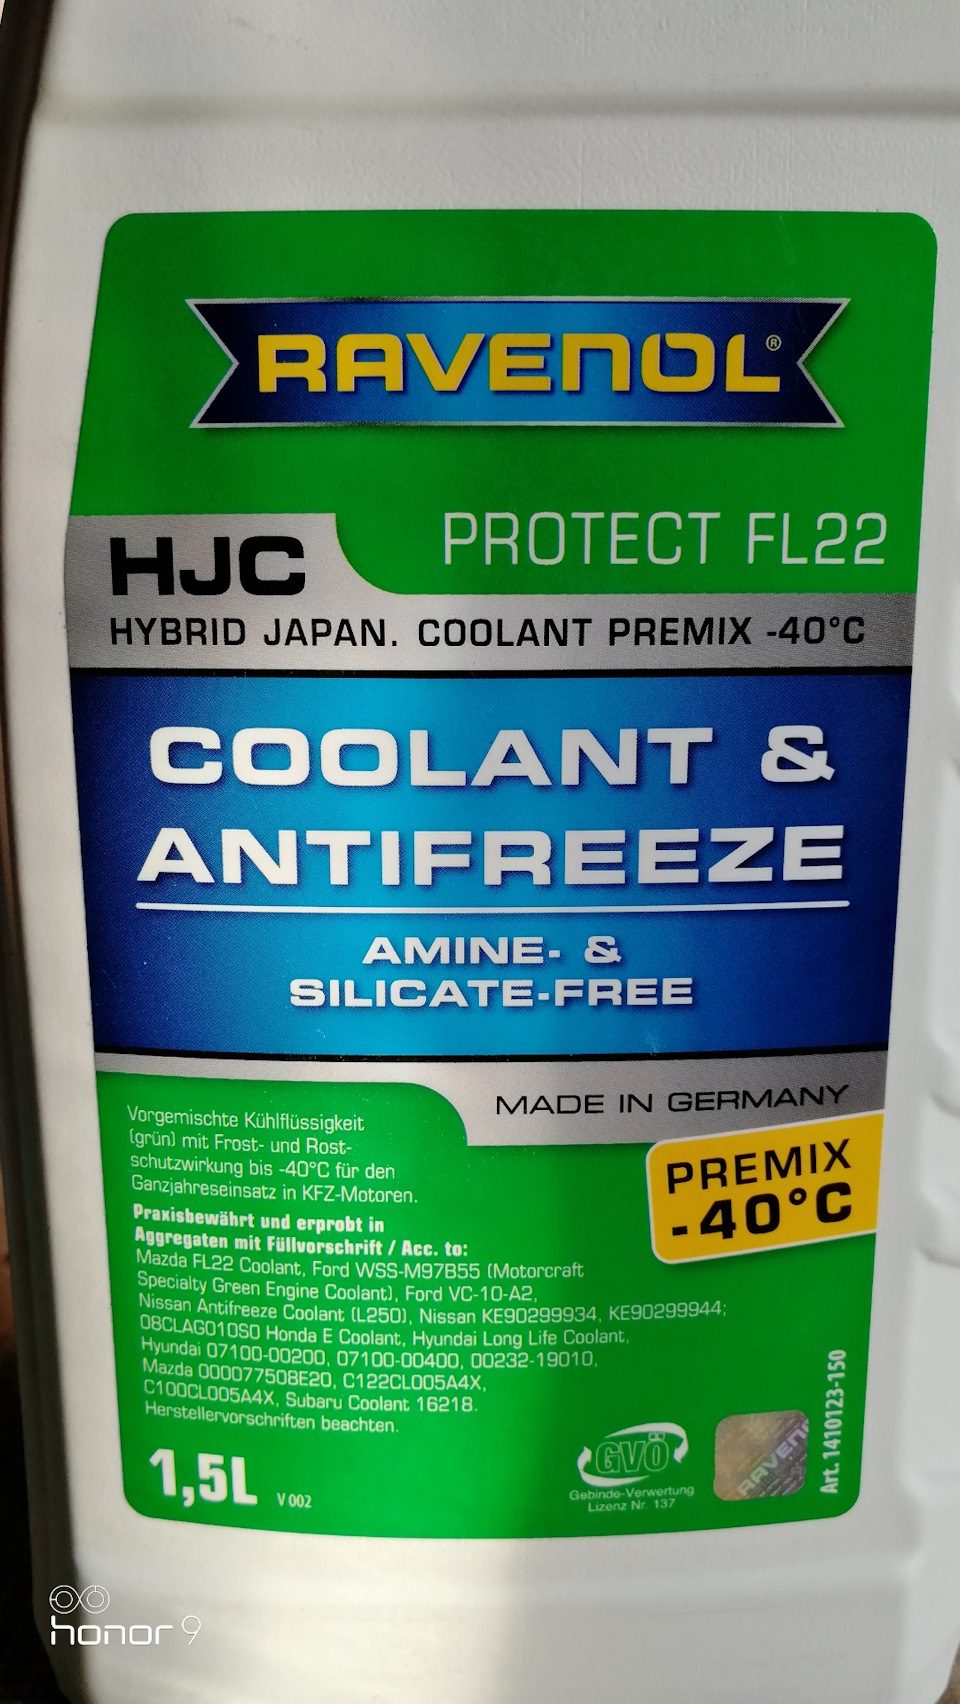 RAVENOL®
PROTECT FL22
HJC
HYBRID JAPAN. COOLANT PREMIX -40°C
COOLANT &
ANTIFREEZE
AMINE- &
SILICATE-FREE
MADE IN GERMANY
PREMIX
-40°C
Vorgemischte Kühlflüssigkeit
(grün) mit Frost- und Rost-
schutzwirkung bis -40°C für den
Ganzjahreseinsatz in KFZ-Motoren.
Praxisbewährt und erprobt in
Aggregaten mit Füllvorschrift / Acc. to:
Mazda FL22 Coolant, Ford WSS-M97B55 (Motorcraft
Specialty Green Engine Coolant), Ford VC-10-A2,
Nissan Antifreeze Coolant (L250), Nissan KE90299934, KE90299944;
08CLAG010S0 Honda E Coolant, Hyundai Long Life Coolant,
Hyundai 07100-00200, 07100-00400, 00232-19010,
Mazda 000077508E20, C122CL005A4X,
C100CL005A4X, Subaru Coolant 16218.
Herstellervorschriften beachten.
1,5L V 002
GVÖ
Gebinde-Verwertung
Lizenz Nr. 137
RAVENOL
Art. 1410123-150
honor 9